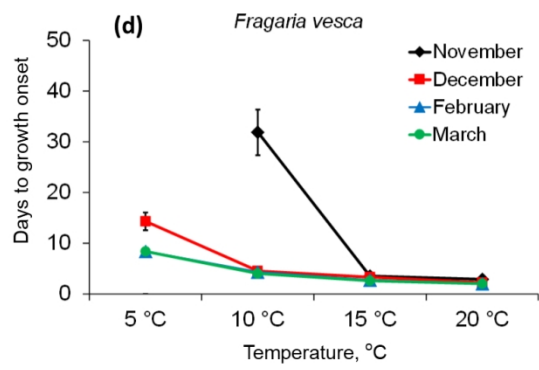 (d)
Fragaria vesca
Days to growth onset
50
40
30
20
10
0
November
December
February
March
5 °C
10 °C
15 °C
20 °C
Temperature, °C